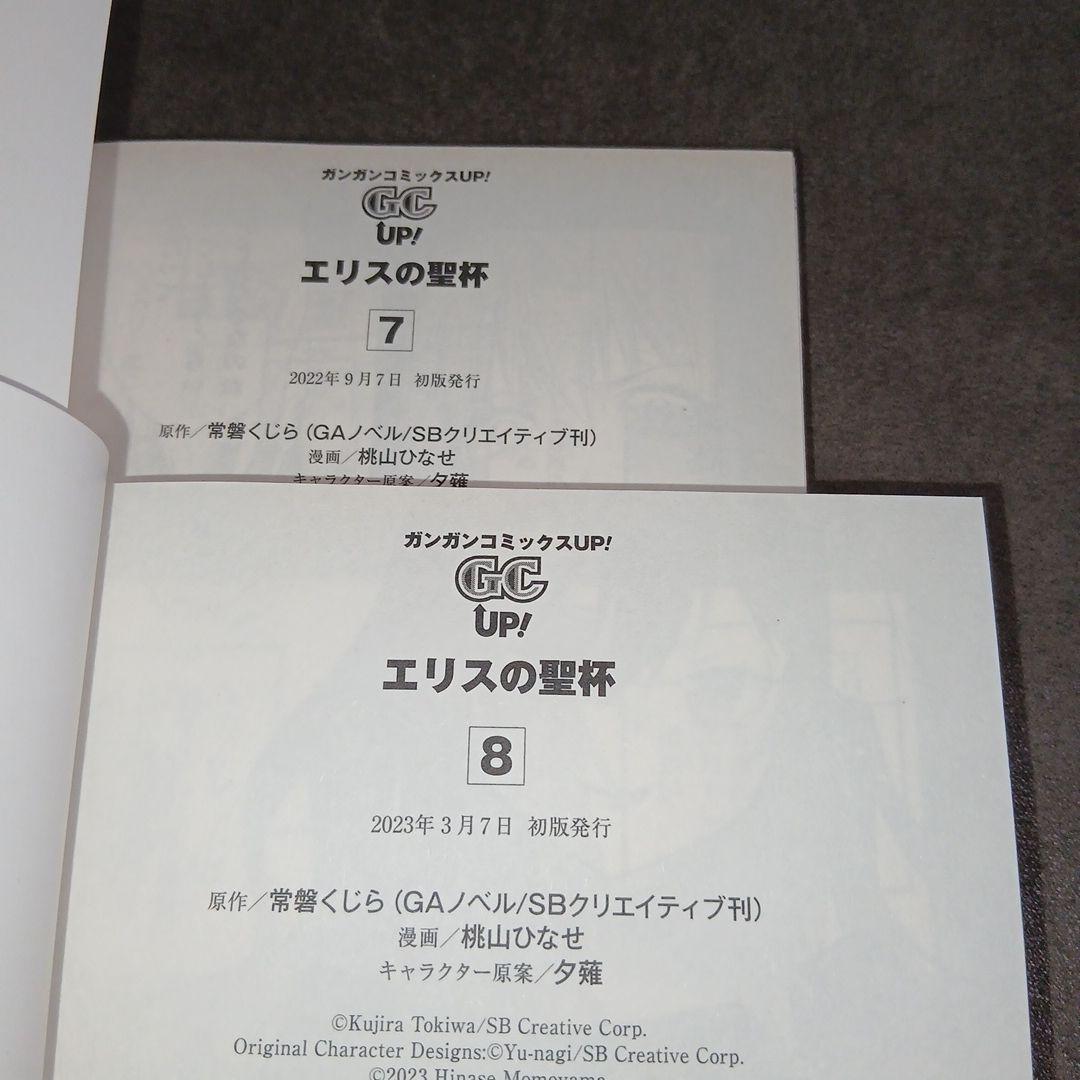 ガンガンコミックスUP!
GC
UP!
エリスの聖杯
7
2022年9月7日 初版発行
原作／常磐くじら（GAノベル/SBクリエイティブ刊）
漫画／桃山ひなせ
キャラクター原案／夕薙
ガンガンコミックスUP!
GC
UP!
エリスの聖杯
8
2023年3月7日 初版発行
原作／常磐くじら（GAノベル/SBクリエイティブ刊）
漫画／桃山ひなせ
キャラクター原案／夕薙
©Kujira Tokiwa/SB Creative Corp.
Original Character Designs:©Yu-nagi/SB Creative Corp.
©2023 Hinase Momoyama